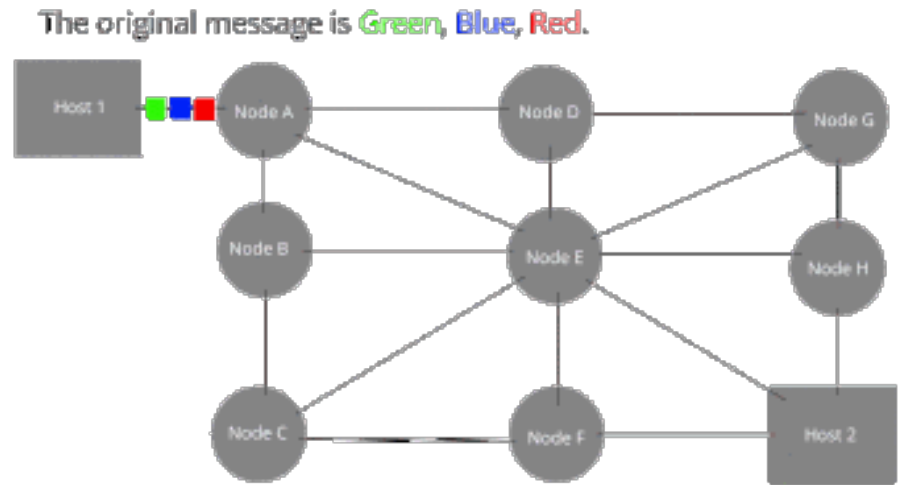 The original message is Green, Blue, Red.
Host 1
Node A
Node D
Node G
Node B
Node E
Node H
Node C
Node F
Host 2